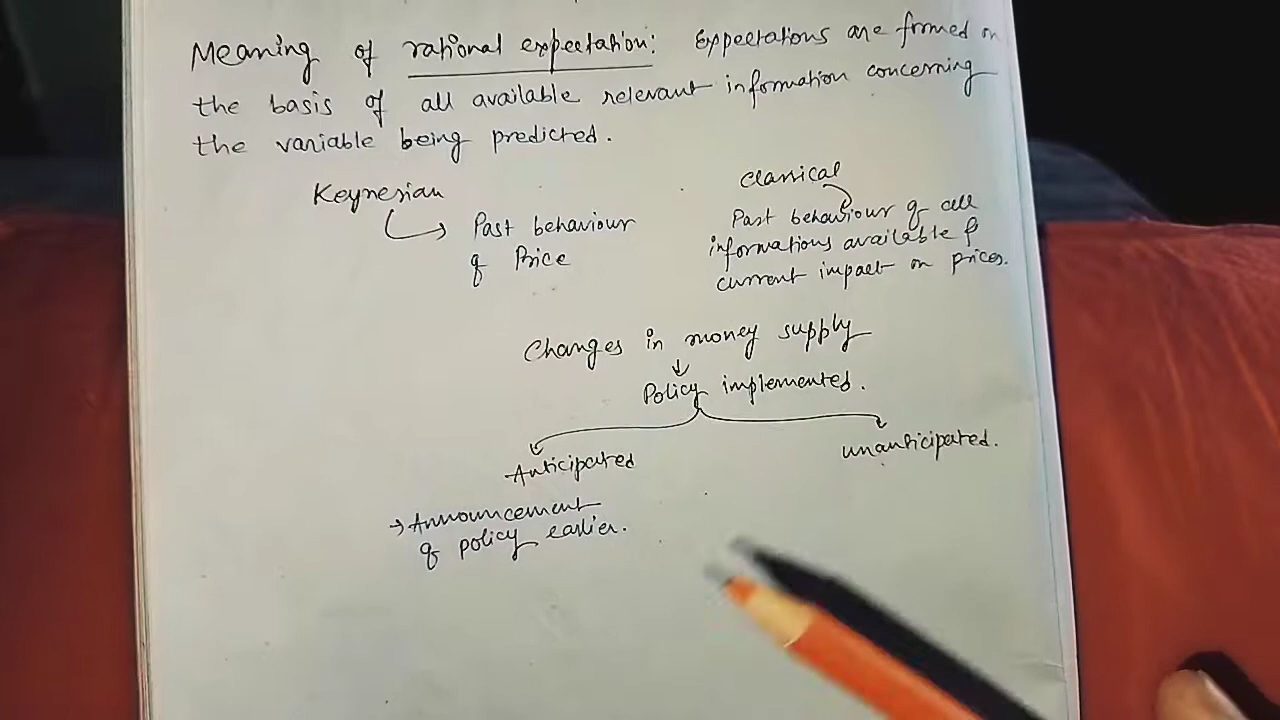 Meaning of rational expectation: Expectations are formed on
the basis of all available relevant information concerning
the variable being predicted.
Keynesian
Past behaviour
of Price
Classical
Past behaviour of all
informations available &
current impact on prices.
Changes in money supply
Policy implemented.
Anticipated
unanticipated.
→ Announcement
of policy earlier.